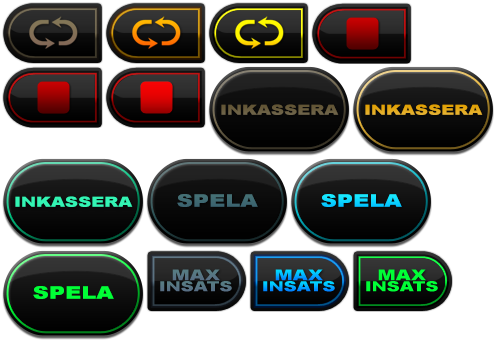 INKASSERA
INKASSERA
INKASSERA
SPELA
SPELA
SPELA
MAX
INSATS
MAX
INSATS
MAX
INSATS